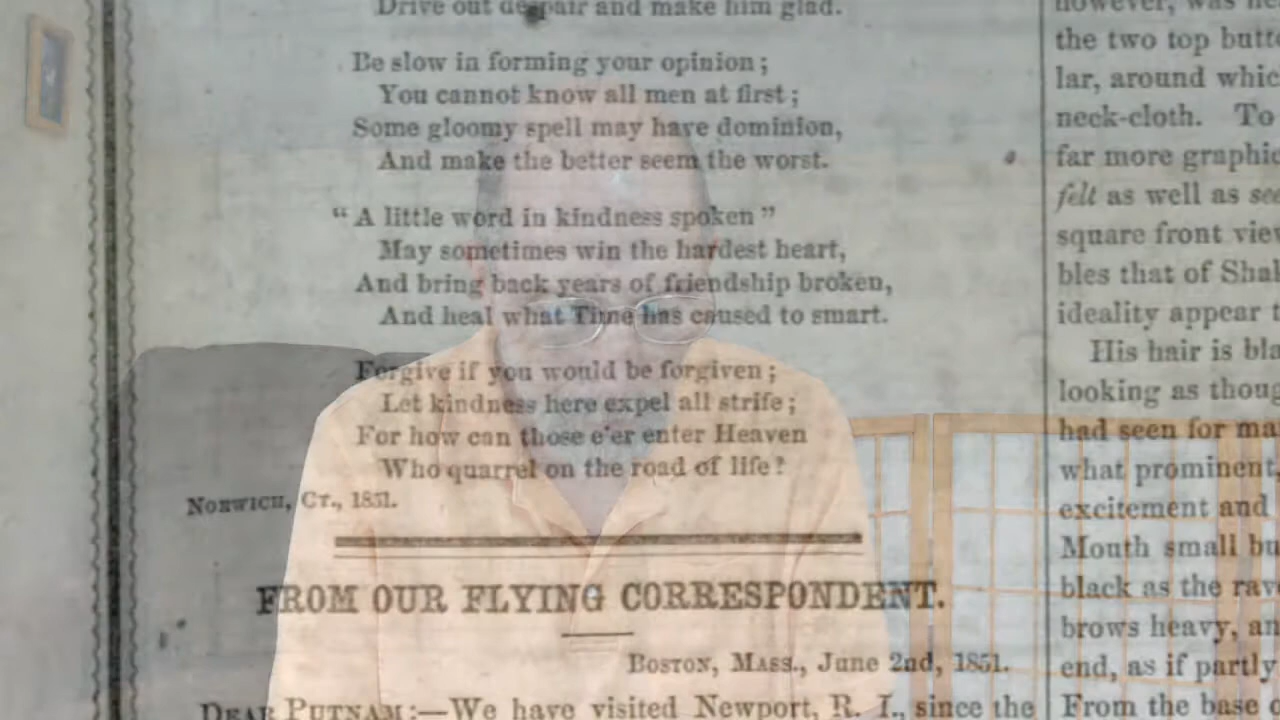 Drive out despair and make him glad.
Be slow in forming your opinion;
You cannot know all men at first;
Some gloomy spell may have dominion,
And make the better seem the worst.
"A little word in kindness spoken"
May sometimes win the hardest heart,
And bring back years of friendship broken,
And heal what Time has caused to smart.
Forgive if you would be forgiven;
Let kindness here expel all strife;
For how can those e'er enter Heaven
Who quarrel on the road of life?
Norwich, Ct., 1851.
FROM OUR FLYING CORRESPONDENT.
Boston, Mass., June 2nd, 1851.
Dear Putnam:—We have visited Newport, R. I., since the
however, was
the two top butt
lar, around whic
neck-cloth. To
far more graphic
felt as well as see
square front view
bles that of Shak
ideality appear t
His hair is bla
looking as thoug
had seen for ma
what prominent,
excitement and
Mouth small bu
black as the rav
brows heavy, an
end, as if partly
From the base o